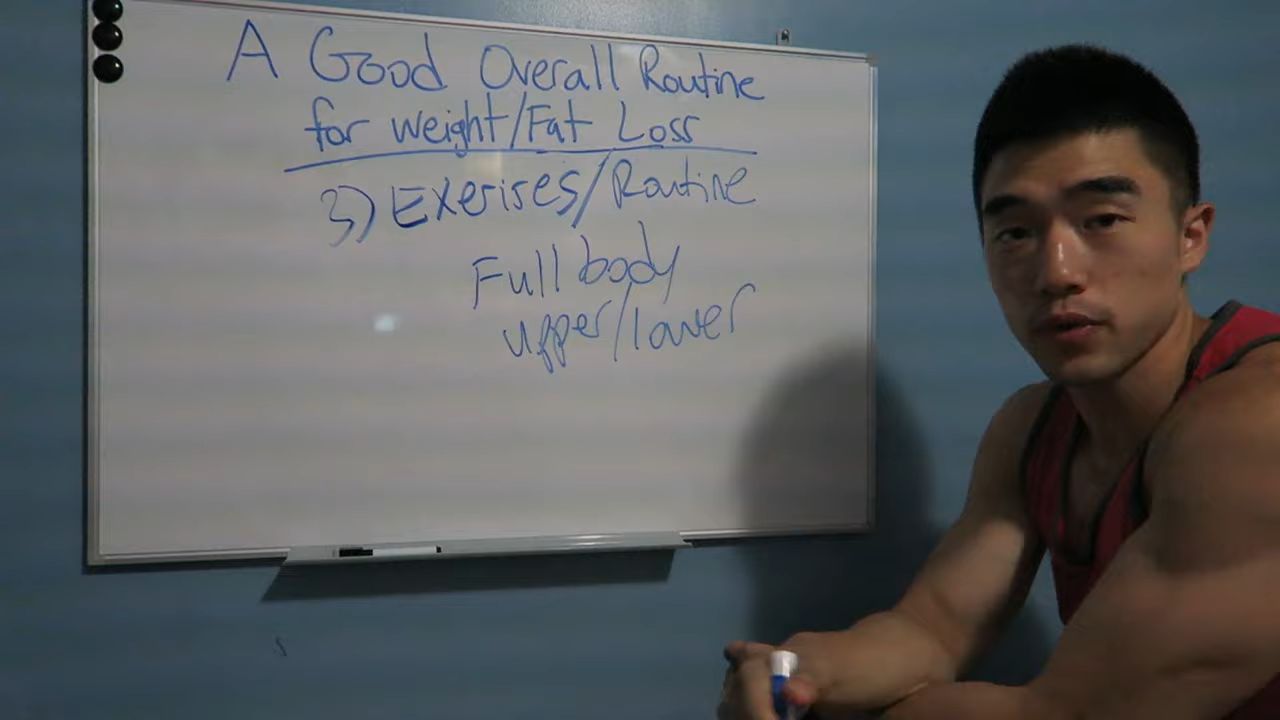 A Good Overall Routine
for weight/Fat Loss
3) Exerises/Routine
Full body
upper/lower